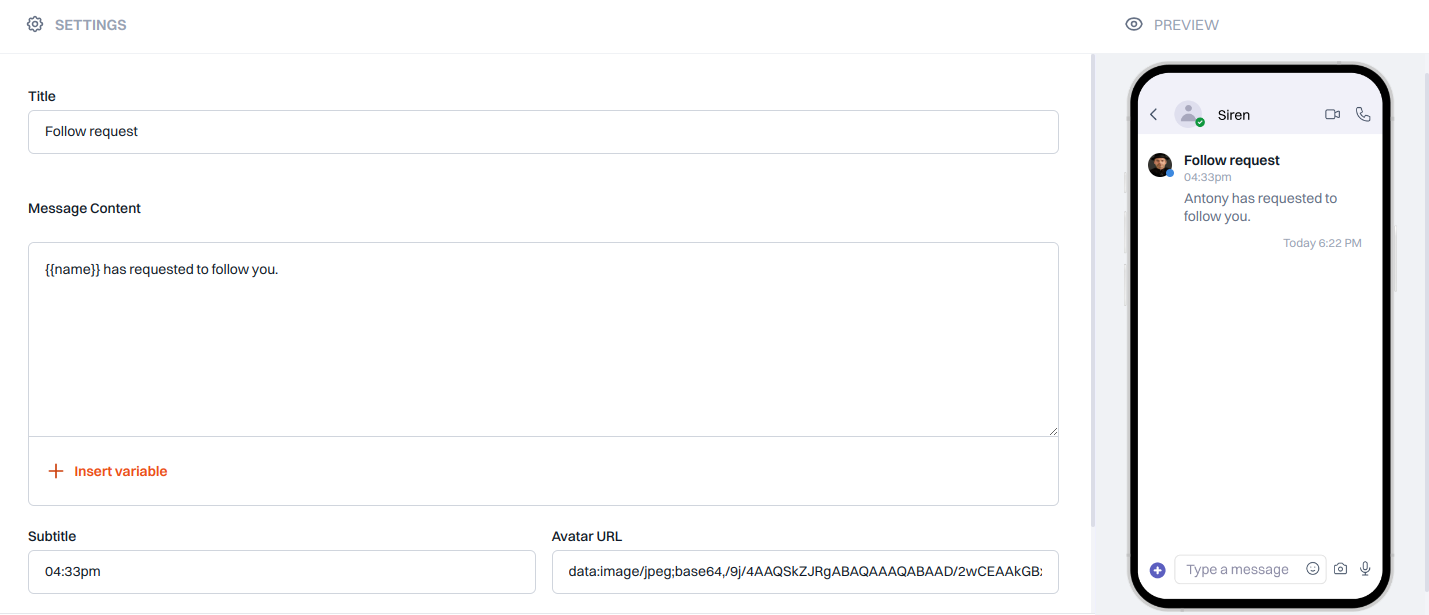 SETTINGS
PREVIEW
Title
Follow request
Message Content
{{name}} has requested to follow you.
Insert variable
Subtitle
Avatar URL
04:33pm
data:image/jpeg;base64,/9j/4AAQSkZJRgABAQAAAQABAAD/2wCEAAkGBx
Siren
Follow request
04:33pm
Antony has requested to
follow you.
Today 6:22 PM
Type a message